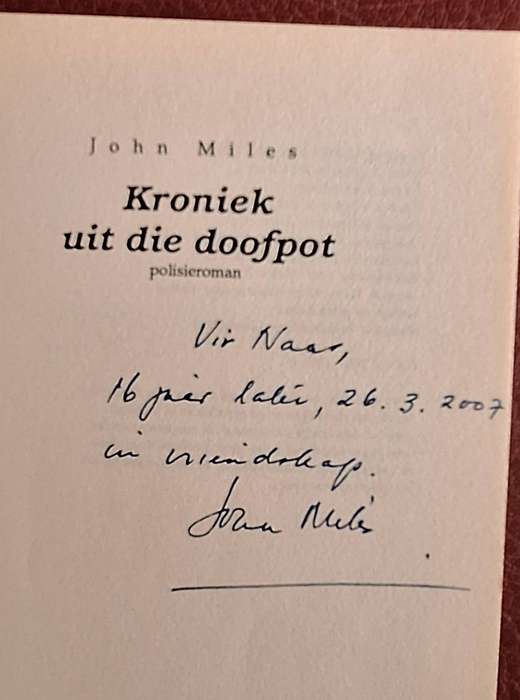 John Miles
Kroniek
uit die doofpot
polisieroman
Vir Naas,
16 jaar later, 26.3.2007
in vriendskap.
John Miles